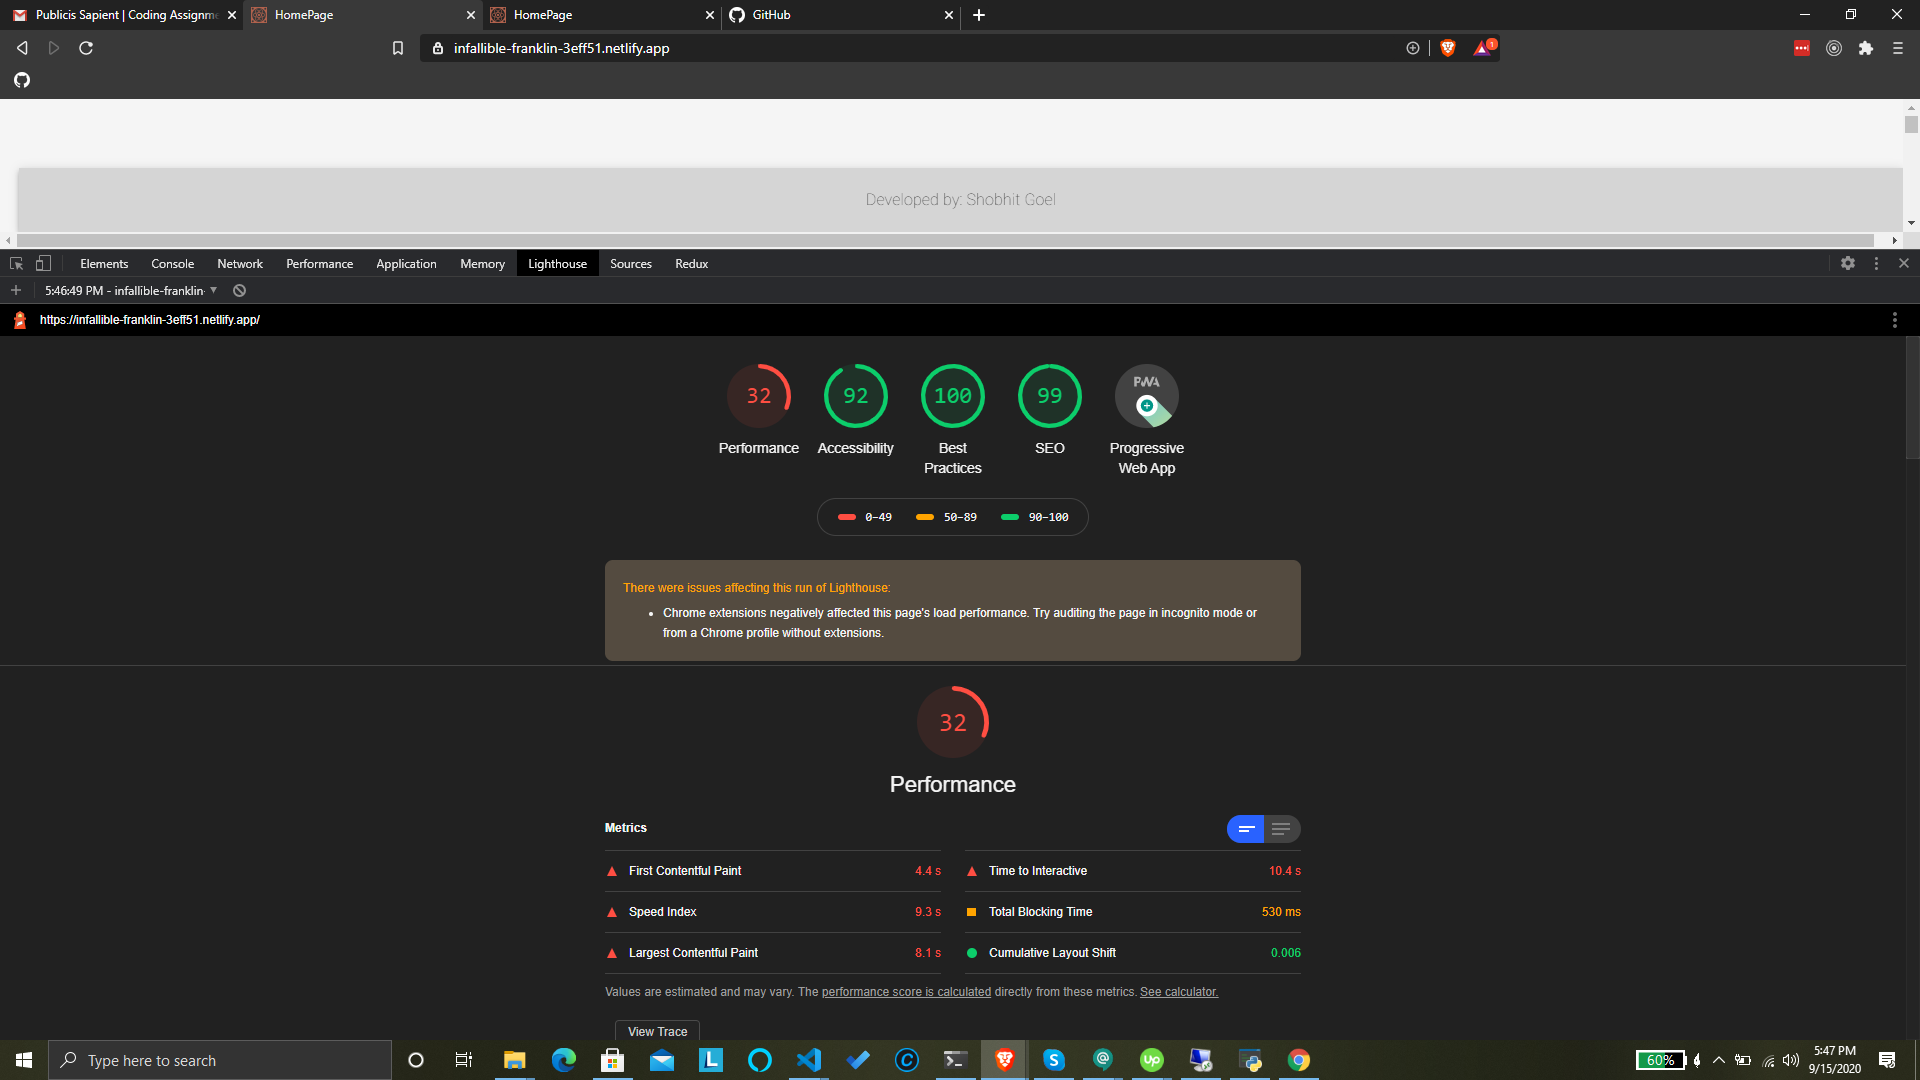 Publicis Sapient | Coding Assignme
HomePage
HomePage
GitHub
infallible-franklin-3eff51.netlify.app
1
Developed by: Shobhit Goel
Elements Console Network Performance Application Memory Lighthouse Sources Redux
5:46:49 PM - infallible-franklin-
https://infallible-franklin-3eff51.netlify.app/
32 92 100 99 PWA
Performance Accessibility Best Practices SEO Progressive Web App
0–49 50–89 90–100
There were issues affecting this run of Lighthouse:
Chrome extensions negatively affected this page's load performance. Try auditing the page in incognito mode or
from a Chrome profile without extensions.
32
Performance
Metrics
First Contentful Paint 4.4 s
Time to Interactive 10.4 s
Speed Index 9.3 s
Total Blocking Time 530 ms
Largest Contentful Paint 8.1 s
Cumulative Layout Shift 0.006
Values are estimated and may vary. The performance score is calculated directly from these metrics. See calculator.
View Trace
Type here to search
L
C
S
up
60%
5:47 PM
9/15/2020